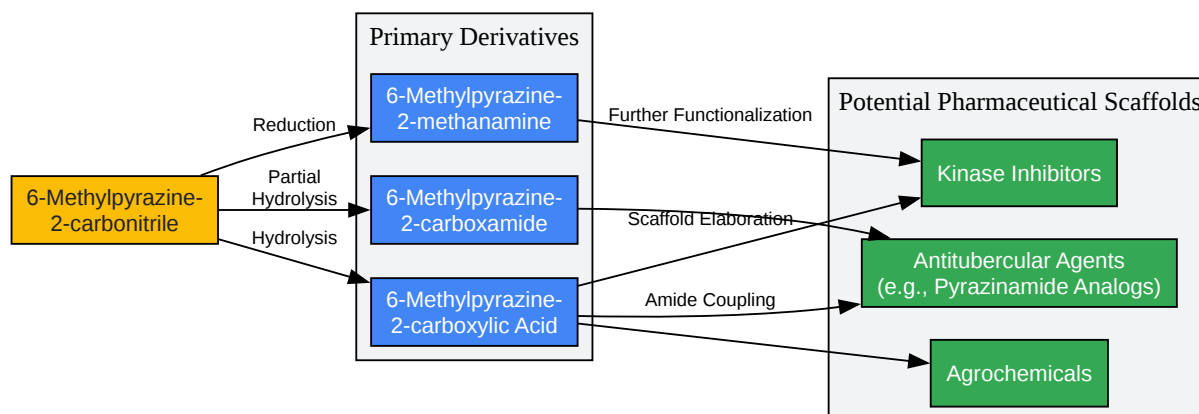 Primary Derivatives
6-Methylpyrazine-
2-methanamine
Reduction
Further Functionalization
Potential Pharmaceutical Scaffolds
Kinase Inhibitors
6-Methylpyrazine-
2-carbonitrile
Partial
Hydrolysis
6-Methylpyrazine-
2-carboxamide
Scaffold Elaboration
Hydrolysis
Antitubercular Agents
(e.g., Pyrazinamide Analogs)
6-Methylpyrazine-
2-carboxylic Acid
Amide Coupling
Agrochemicals